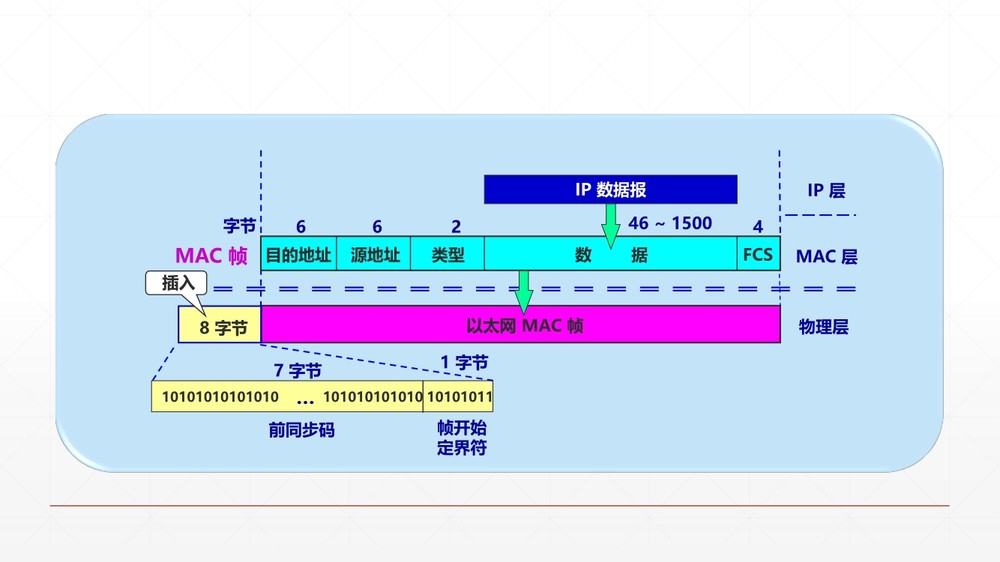 IP 数据报
IP 层
字节 6 6 2 46 ~ 1500 4
MAC 帧 目的地址 源地址 类型 数 据 FCS MAC 层
插入
8 字节 以太网 MAC 帧 物理层
7 字节 1 字节
10101010101010 … 101010101010 10101011
前同步码 帧开始
定界符